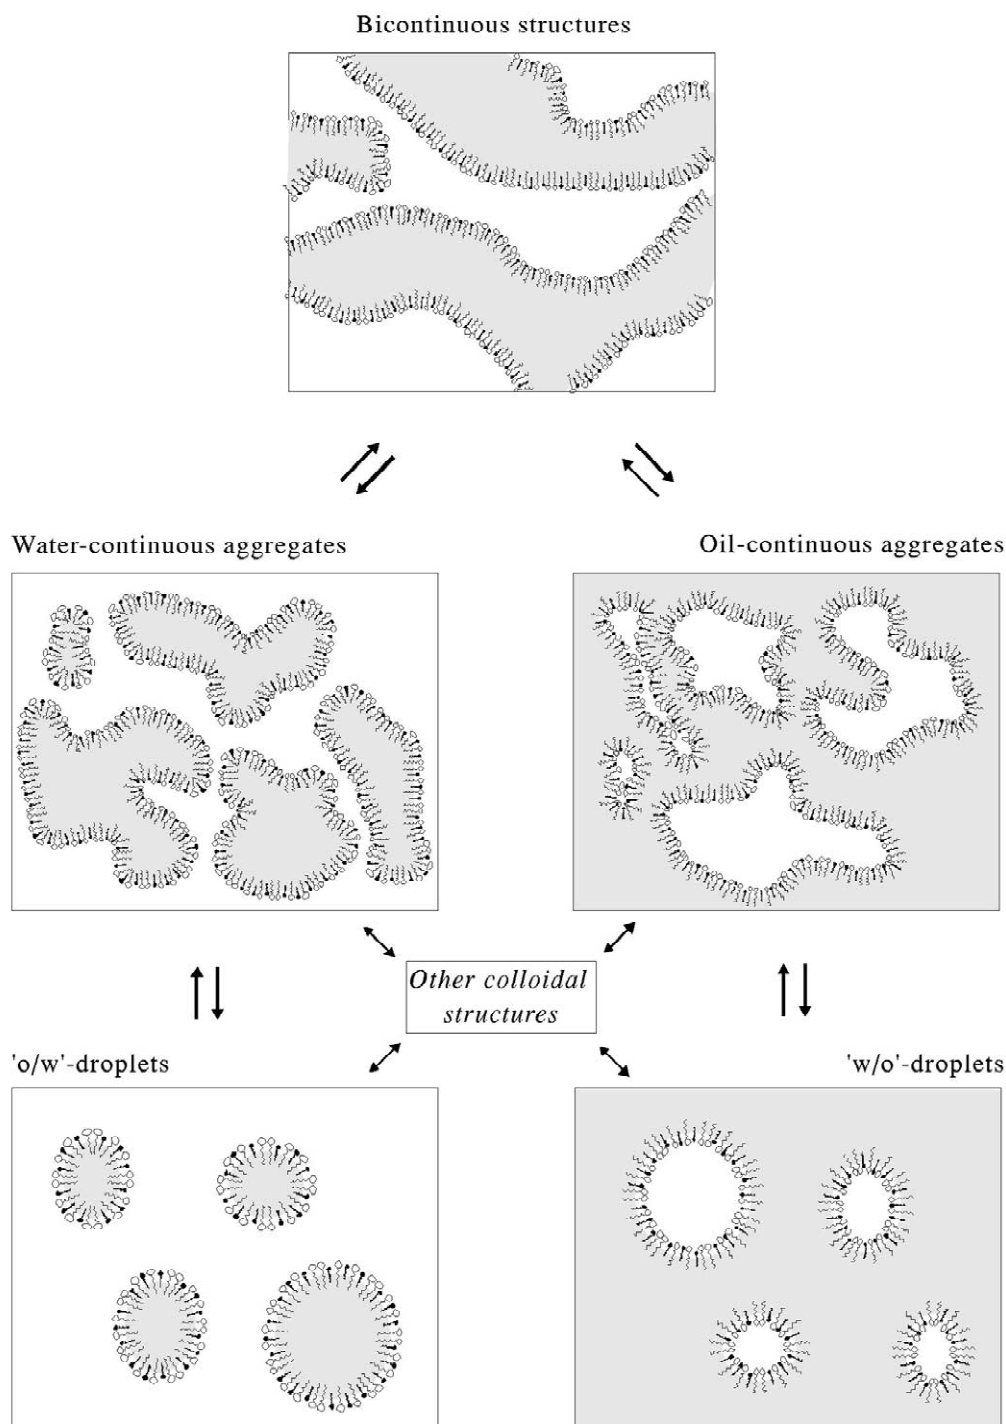 Bicontinuous structures
Water-continuous aggregates
Oil-continuous aggregates
Other colloidal
structures
'o/w'-droplets
'w/o'-droplets